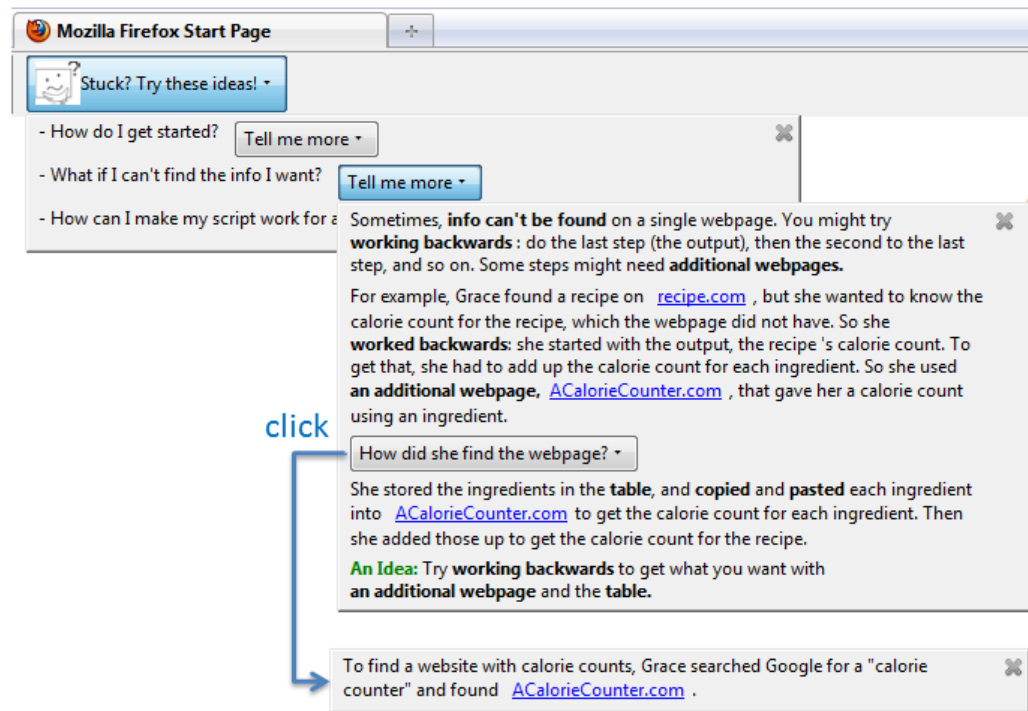 Mozilla Firefox Start Page
Stuck? Try these ideas!
- How do I get started? Tell me more
- What if I can't find the info I want? Tell me more
- How can I make my script work for a
Sometimes, info can't be found on a single webpage. You might try
working backwards : do the last step (the output), then the second to the last
step, and so on. Some steps might need additional webpages.
For example, Grace found a recipe on recipe.com , but she wanted to know the
calorie count for the recipe, which the webpage did not have. So she
worked backwards: she started with the output, the recipe 's calorie count. To
get that, she had to add up the calorie count for each ingredient. So she used
an additional webpage, ACalorieCounter.com , that gave her a calorie count
using an ingredient.
click
How did she find the webpage?
She stored the ingredients in the table, and copied and pasted each ingredient
into ACalorieCounter.com to get the calorie count for each ingredient. Then
she added those up to get the calorie count for the recipe.
An Idea: Try working backwards to get what you want with
an additional webpage and the table.
To find a website with calorie counts, Grace searched Google for a "calorie
counter" and found ACalorieCounter.com .